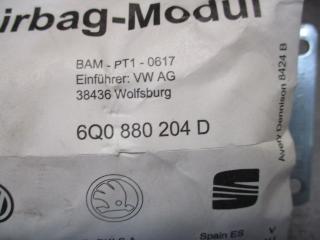 irbag-Modul
BAM - PT1 - 0617
Einführer: VW AG
38436 Wolfsburg
6Q0 880 204 D
Avery Dennison 8424 B
Spain ES
V